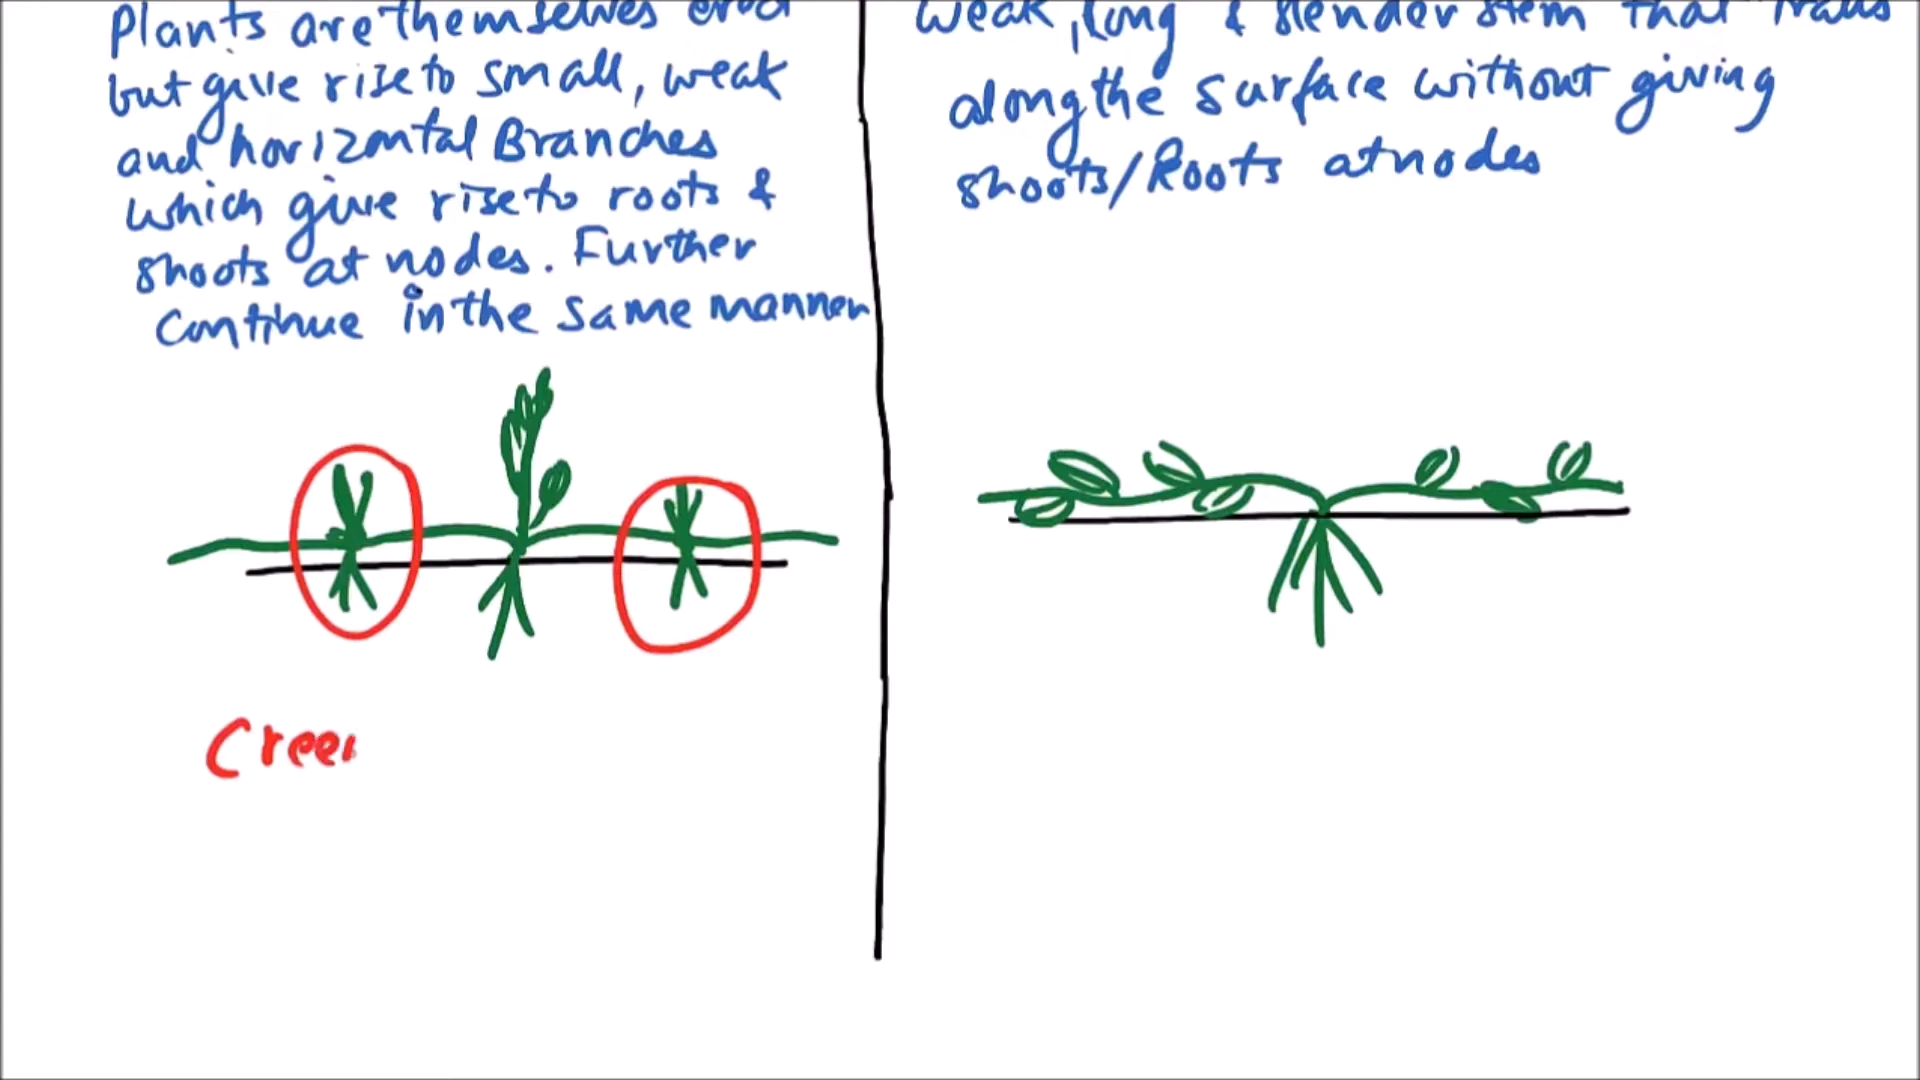 Plants are themselves erect
but give rise to small, weak
and horizontal Branches
which give rise to roots &
shoots at nodes. Further
continue in the same manner
Weak, long & slender stem that trails
along the surface without giving
shoots/Roots at nodes
Cree